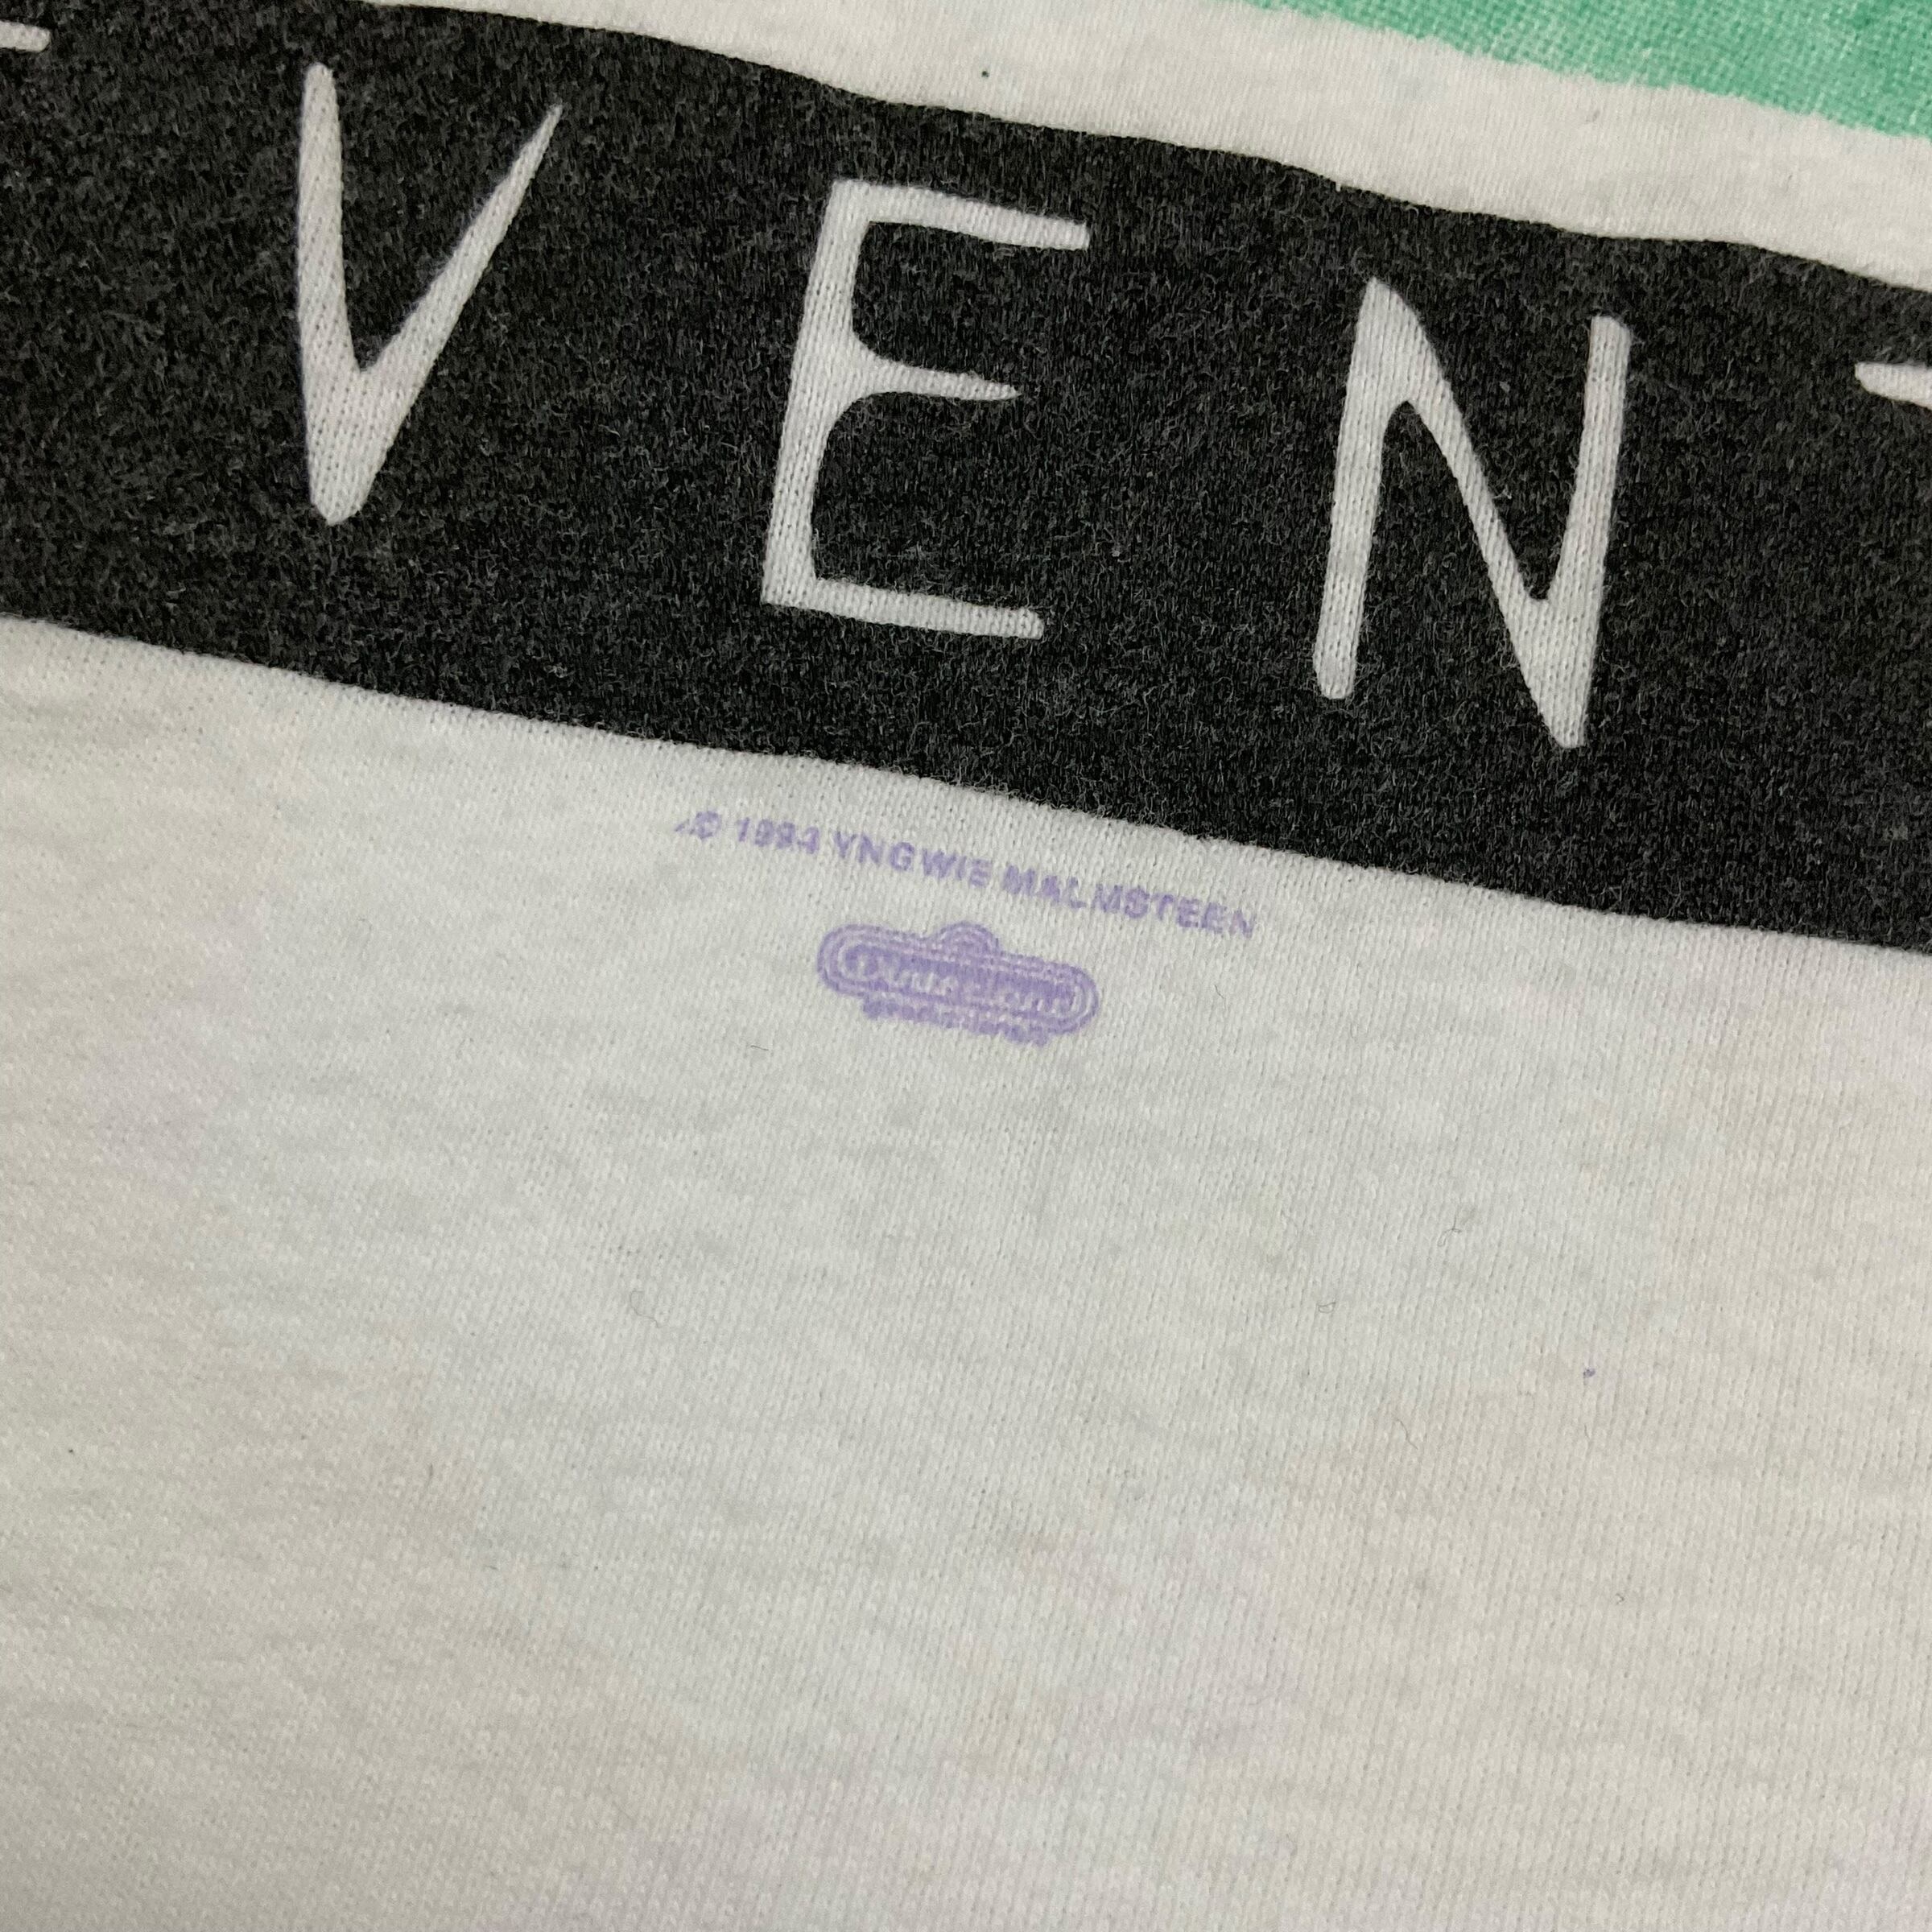 VEN
© 1994 YNGWIE MALMSTEEN